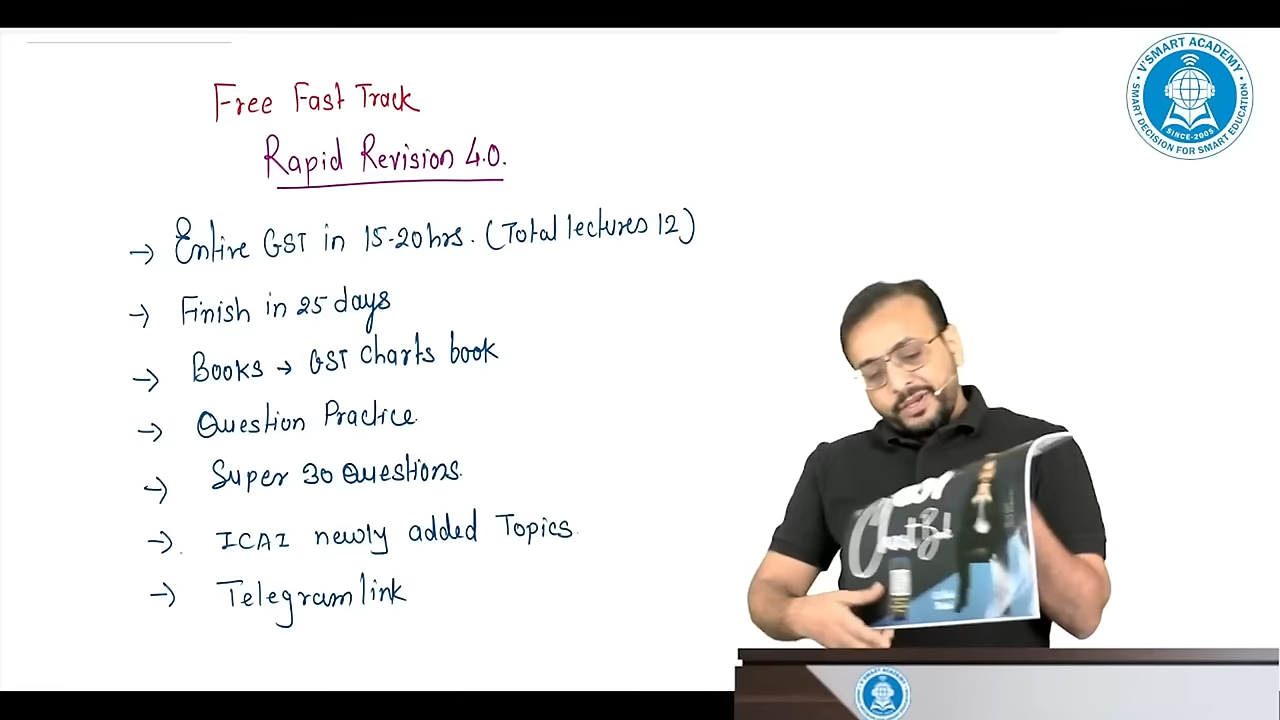 Free Fast Track
Rapid Revision 4.0.
→ Entire GST in 15-20 hrs. (Total lectures 12)
→ Finish in 25 days
→ Books → GST Charts book
→ Question Practice.
→ Super 30 Questions.
→ ICAI newly added Topics.
→ Telegram link
V'SMART ACADEMY
SMART DECISION FOR SMART EDUCATION
SINCE-2005